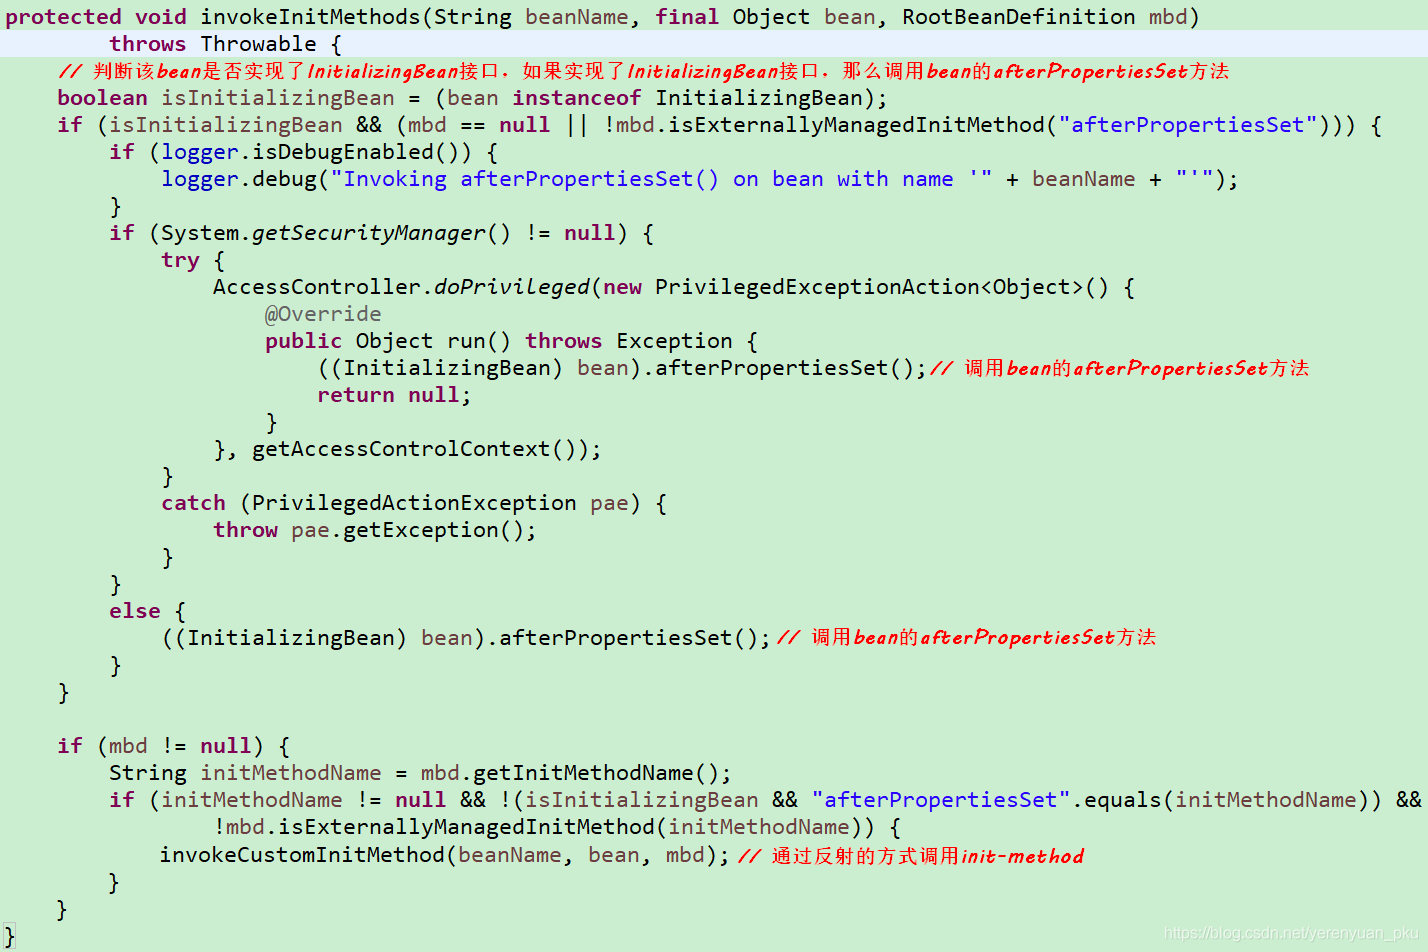 protected void invokeInitMethods(String beanName, final Object bean, RootBeanDefinition mbd)
        throws Throwable {
    // 判断该bean是否实现了InitializingBean接口，如果实现了InitializingBean接口，那么调用bean的afterPropertiesSet方法
    boolean isInitializingBean = (bean instanceof InitializingBean);
    if (isInitializingBean && (mbd == null || !mbd.isExternallyManagedInitMethod("afterPropertiesSet"))) {
        if (logger.isDebugEnabled()) {
            logger.debug("Invoking afterPropertiesSet() on bean with name '" + beanName + "'");
        }
        if (System.getSecurityManager() != null) {
            try {
                AccessController.doPrivileged(new PrivilegedExceptionAction<Object>() {
                    @Override
                    public Object run() throws Exception {
                        ((InitializingBean) bean).afterPropertiesSet();// 调用bean的afterPropertiesSet方法
                        return null;
                    }
                }, getAccessControlContext());
            }
            catch (PrivilegedActionException pae) {
                throw pae.getException();
            }
        }
        else {
            ((InitializingBean) bean).afterPropertiesSet();// 调用bean的afterPropertiesSet方法
        }
    }

    if (mbd != null) {
        String initMethodName = mbd.getInitMethodName();
        if (initMethodName != null && !(isInitializingBean && "afterPropertiesSet".equals(initMethodName)) &&
                !mbd.isExternallyManagedInitMethod(initMethodName)) {
            invokeCustomInitMethod(beanName, bean, mbd);// 通过反射的方式调用init-method
        }
    }
}
https://blog.csdn.net/yerenyuan_pku